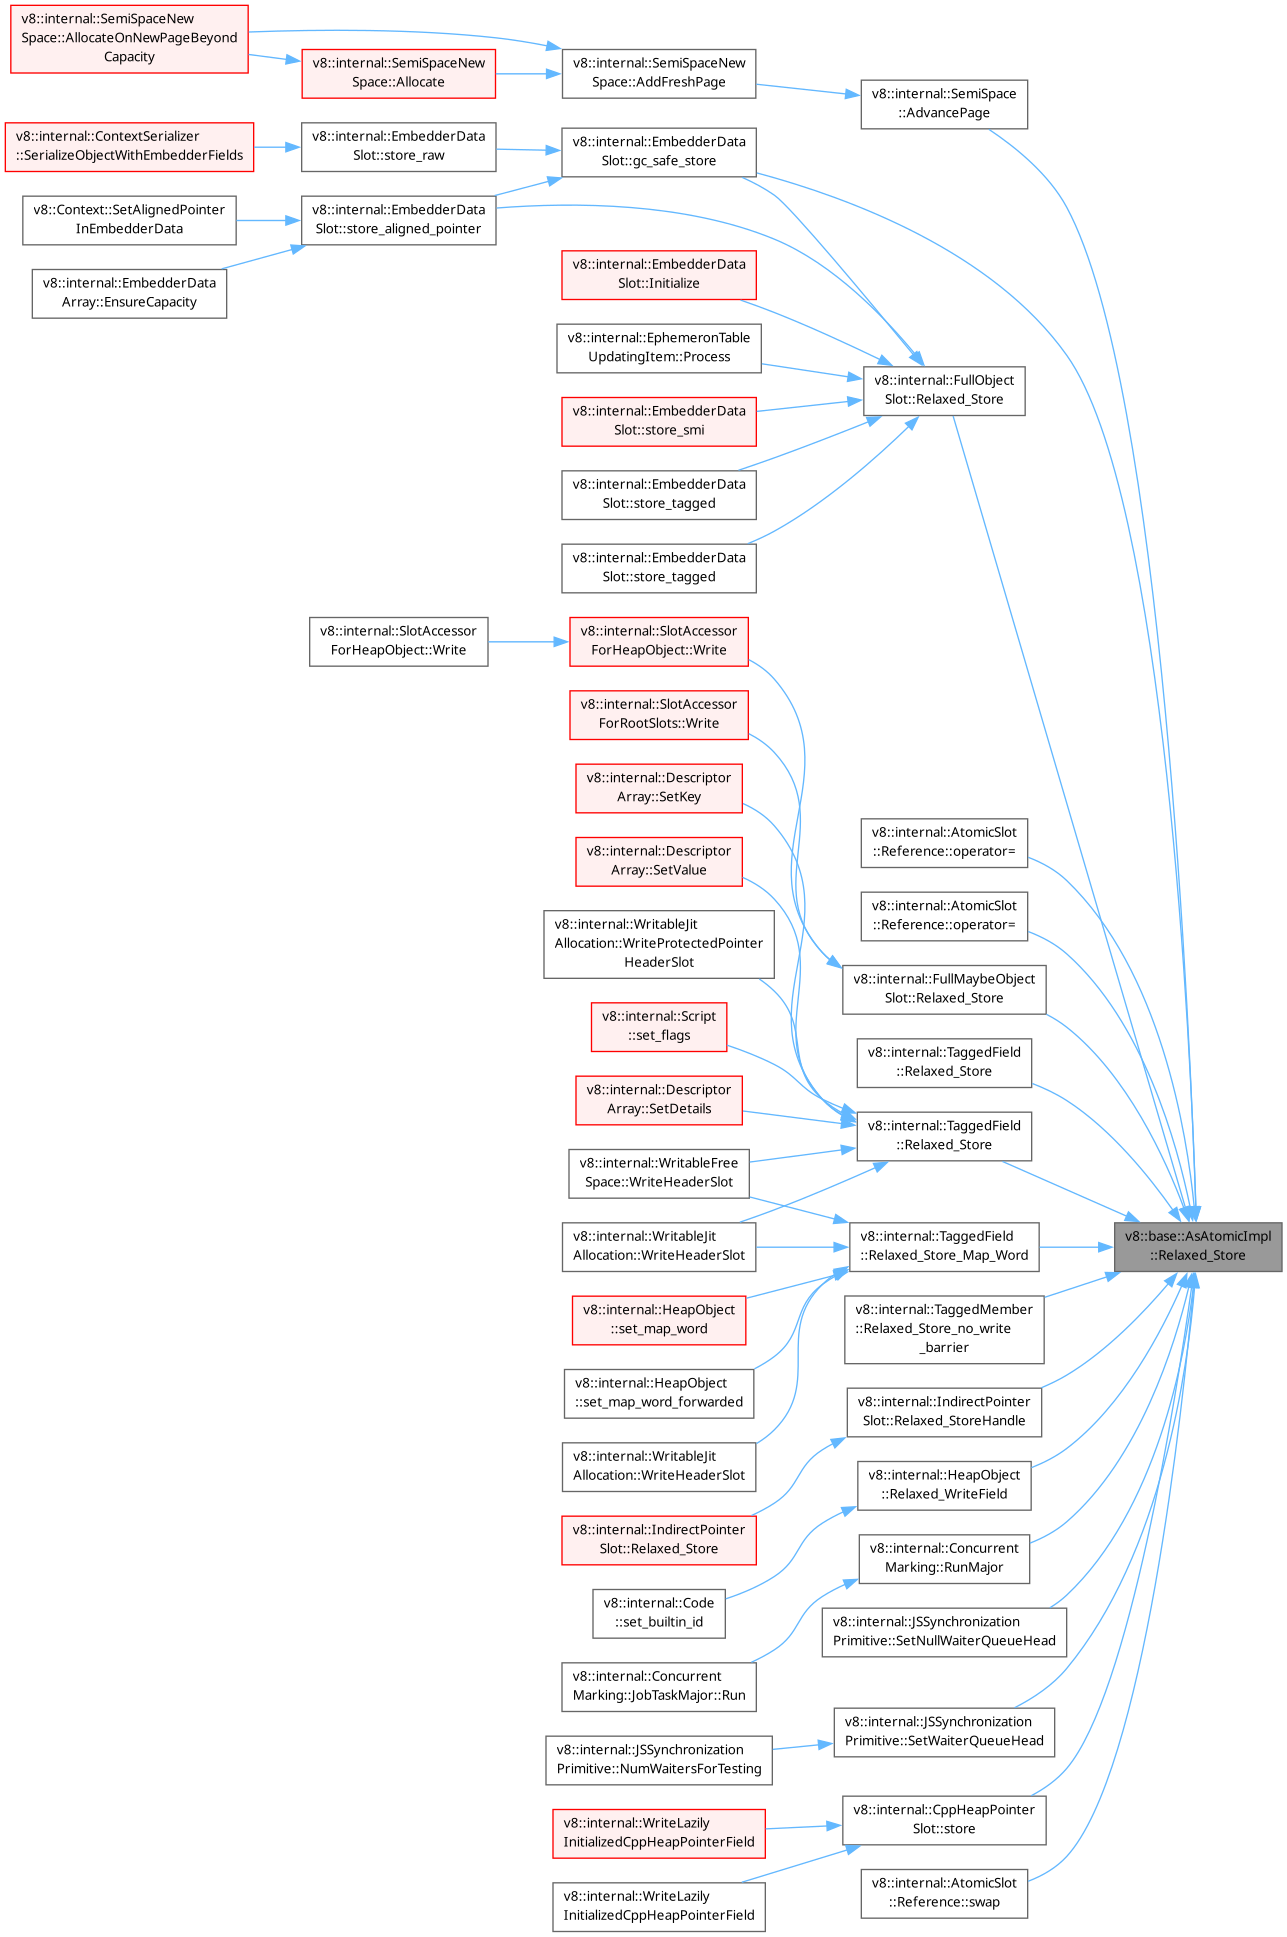 v8::internal::SemiSpaceNew
Space::AllocateOnNewPageBeyond
Capacity
v8::internal::SemiSpaceNew
Space::Allocate
v8::internal::SemiSpaceNew
Space::AddFreshPage
v8::internal::SemiSpace
::AdvancePage
v8::internal::ContextSerializer
::SerializeObjectWithEmbedderFields
v8::internal::EmbedderData
Slot::store_raw
v8::internal::EmbedderData
Slot::gc_safe_store
v8::Context::SetAlignedPointer
InEmbedderData
v8::internal::EmbedderData
Slot::store_aligned_pointer
v8::internal::EmbedderData
Array::EnsureCapacity
v8::internal::EmbedderData
Slot::Initialize
v8::internal::EphemeronTable
UpdatingItem::Process
v8::internal::FullObject
Slot::Relaxed_Store
v8::internal::EmbedderData
Slot::store_smi
v8::internal::EmbedderData
Slot::store_tagged
v8::internal::EmbedderData
Slot::store_tagged
v8::internal::SlotAccessor
ForHeapObject::Write
v8::internal::SlotAccessor
ForHeapObject::Write
v8::internal::SlotAccessor
ForRootSlots::Write
v8::internal::Descriptor
Array::SetKey
v8::internal::AtomicSlot
::Reference::operator=
v8::internal::Descriptor
Array::SetValue
v8::internal::AtomicSlot
::Reference::operator=
v8::internal::WritableJit
Allocation::WriteProtectedPointer
HeaderSlot
v8::internal::FullMaybeObject
Slot::Relaxed_Store
v8::internal::Script
::set_flags
v8::internal::TaggedField
::Relaxed_Store
v8::internal::Descriptor
Array::SetDetails
v8::internal::TaggedField
::Relaxed_Store
v8::internal::WritableFree
Space::WriteHeaderSlot
v8::internal::WritableJit
Allocation::WriteHeaderSlot
v8::internal::TaggedField
::Relaxed_Store_Map_Word
v8::base::AsAtomicImpl
::Relaxed_Store
v8::internal::HeapObject
::set_map_word
v8::internal::TaggedMember
::Relaxed_Store_no_write
_barrier
v8::internal::HeapObject
::set_map_word_forwarded
v8::internal::IndirectPointer
Slot::Relaxed_StoreHandle
v8::internal::WritableJit
Allocation::WriteHeaderSlot
v8::internal::HeapObject
::Relaxed_WriteField
v8::internal::IndirectPointer
Slot::Relaxed_Store
v8::internal::Concurrent
Marking::RunMajor
v8::internal::Code
::set_builtin_id
v8::internal::JSSynchronization
Primitive::SetNullWaiterQueueHead
v8::internal::Concurrent
Marking::JobTaskMajor::Run
v8::internal::JSSynchronization
Primitive::SetWaiterQueueHead
v8::internal::JSSynchronization
Primitive::NumWaitersForTesting
v8::internal::CppHeapPointer
Slot::store
v8::internal::WriteLazily
InitializedCppHeapPointerField
v8::internal::AtomicSlot
::Reference::swap
v8::internal::WriteLazily
InitializedCppHeapPointerField